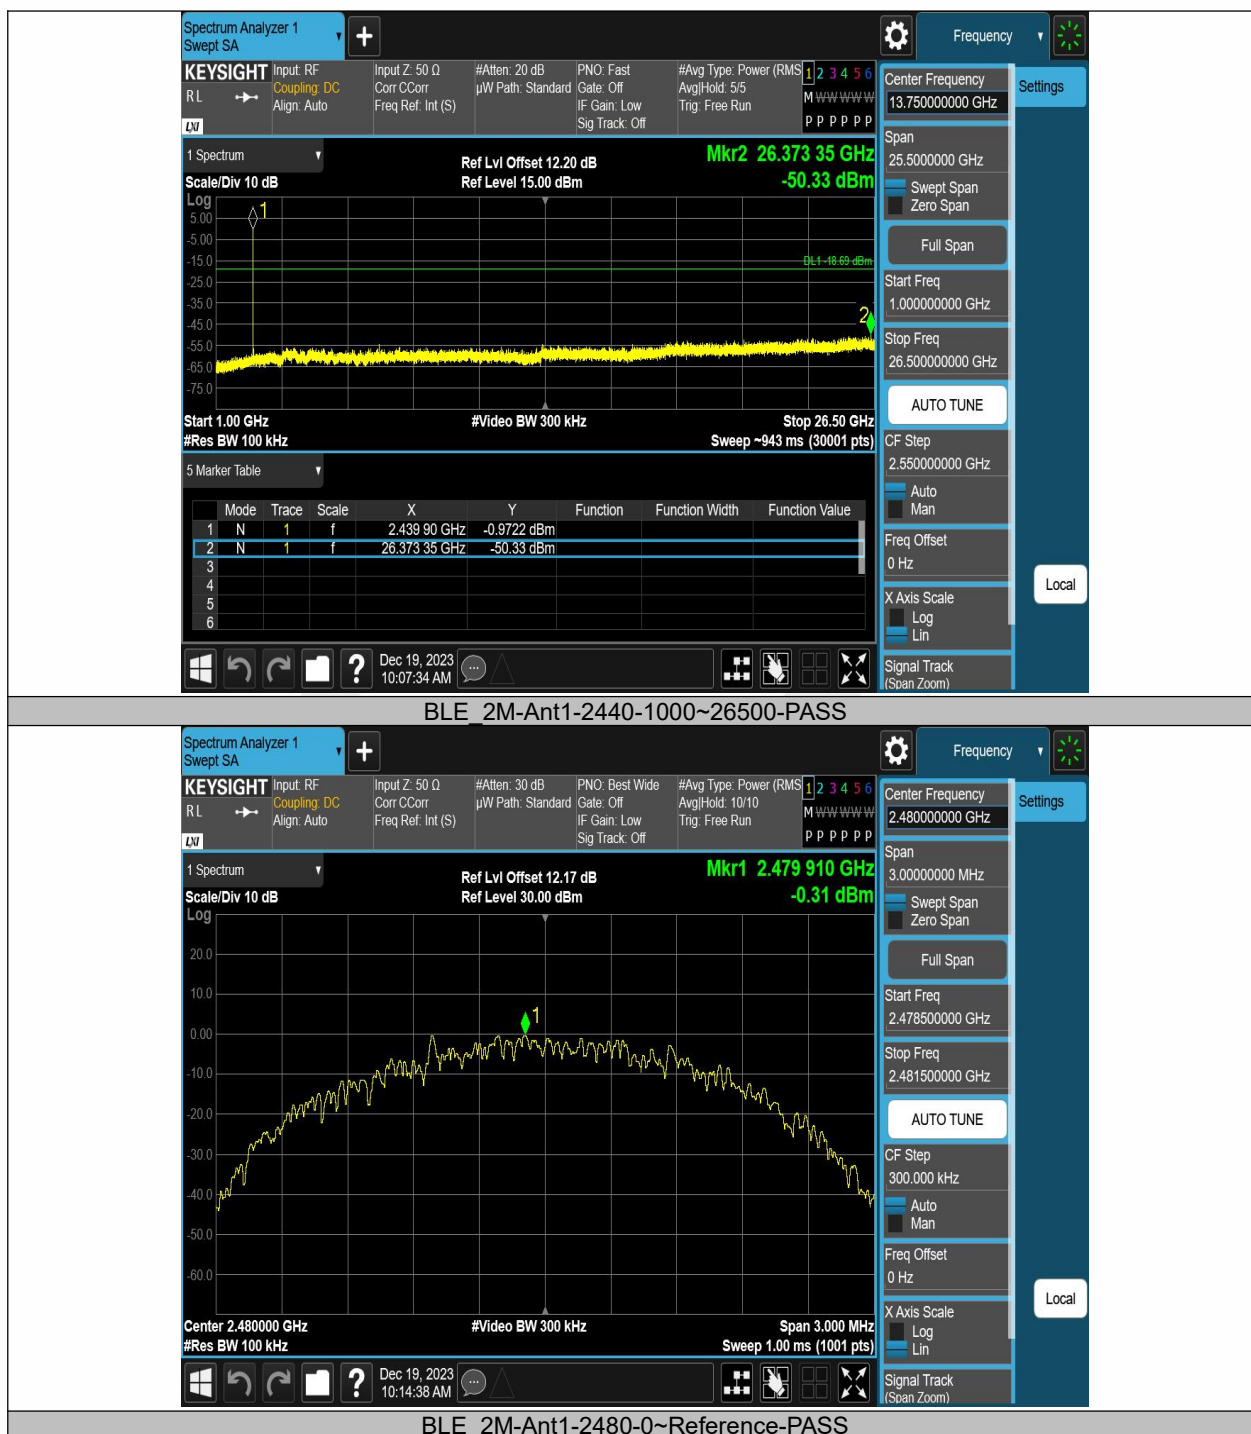 Spectrum Analyzer 1
Swept SA
Frequency
KEYSIGHT
RL
LXI
Input: RF
Coupling: DC
Align: Auto
Input Z: 50 Ω
Corr CCorr
Freq Ref: Int (S)
#Atten: 20 dB
µW Path: Standard
PNO: Fast
Gate: Off
IF Gain: Low
Sig Track: Off
#Avg Type: Power (RMS
Avg|Hold: 5/5
Trig: Free Run
1 2 3 4 5 6
M W W W W W
P P P P P P
1 Spectrum
Scale/Div 10 dB
Ref Lvl Offset 12.20 dB
Ref Level 15.00 dBm
Mkr2 26.373 35 GHz
-50.33 dBm
Log
5.00
-5.00
-15.0
-25.0
-35.0
-45.0
-55.0
-65.0
-75.0
1
2
DL1 -18.69 dBm
Start 1.00 GHz
#Res BW 100 kHz
#Video BW 300 kHz
Stop 26.50 GHz
Sweep ~943 ms (30001 pts)
5 Marker Table
Mode Trace Scale X Y Function Function Width Function Value
1 N 1 f 2.439 90 GHz -0.9722 dBm
2 N 1 f 26.373 35 GHz -50.33 dBm
3
4
5
6
?
Dec 19, 2023
10:07:34 AM
Center Frequency
13.750000000 GHz
Span
25.5000000 GHz
Swept Span
Zero Span
Full Span
Start Freq
1.000000000 GHz
Stop Freq
26.500000000 GHz
AUTO TUNE
CF Step
2.550000000 GHz
Auto
Man
Freq Offset
0 Hz
X Axis Scale
Log
Lin
Signal Track
(Span Zoom)
Settings
Local
BLE_2M-Ant1-2440-1000~26500-PASS
Spectrum Analyzer 1
Swept SA
Frequency
KEYSIGHT
RL
LXI
Input: RF
Coupling: DC
Align: Auto
Input Z: 50 Ω
Corr CCorr
Freq Ref: Int (S)
#Atten: 30 dB
µW Path: Standard
PNO: Best Wide
Gate: Off
IF Gain: Low
Sig Track: Off
#Avg Type: Power (RMS
Avg|Hold: 10/10
Trig: Free Run
1 2 3 4 5 6
M W W W W W
P P P P P P
1 Spectrum
Scale/Div 10 dB
Ref Lvl Offset 12.17 dB
Ref Level 30.00 dBm
Mkr1 2.479 910 GHz
-0.31 dBm
Log
20.0
10.0
0.00
-10.0
-20.0
-30.0
-40.0
-50.0
-60.0
1
Center 2.480000 GHz
#Res BW 100 kHz
#Video BW 300 kHz
Span 3.000 MHz
Sweep 1.00 ms (1001 pts)
?
Dec 19, 2023
10:14:38 AM
Center Frequency
2.480000000 GHz
Span
3.00000000 MHz
Swept Span
Zero Span
Full Span
Start Freq
2.478500000 GHz
Stop Freq
2.481500000 GHz
AUTO TUNE
CF Step
300.000 kHz
Auto
Man
Freq Offset
0 Hz
X Axis Scale
Log
Lin
Signal Track
(Span Zoom)
Settings
Local
BLE_2M-Ant1-2480-0~Reference-PASS